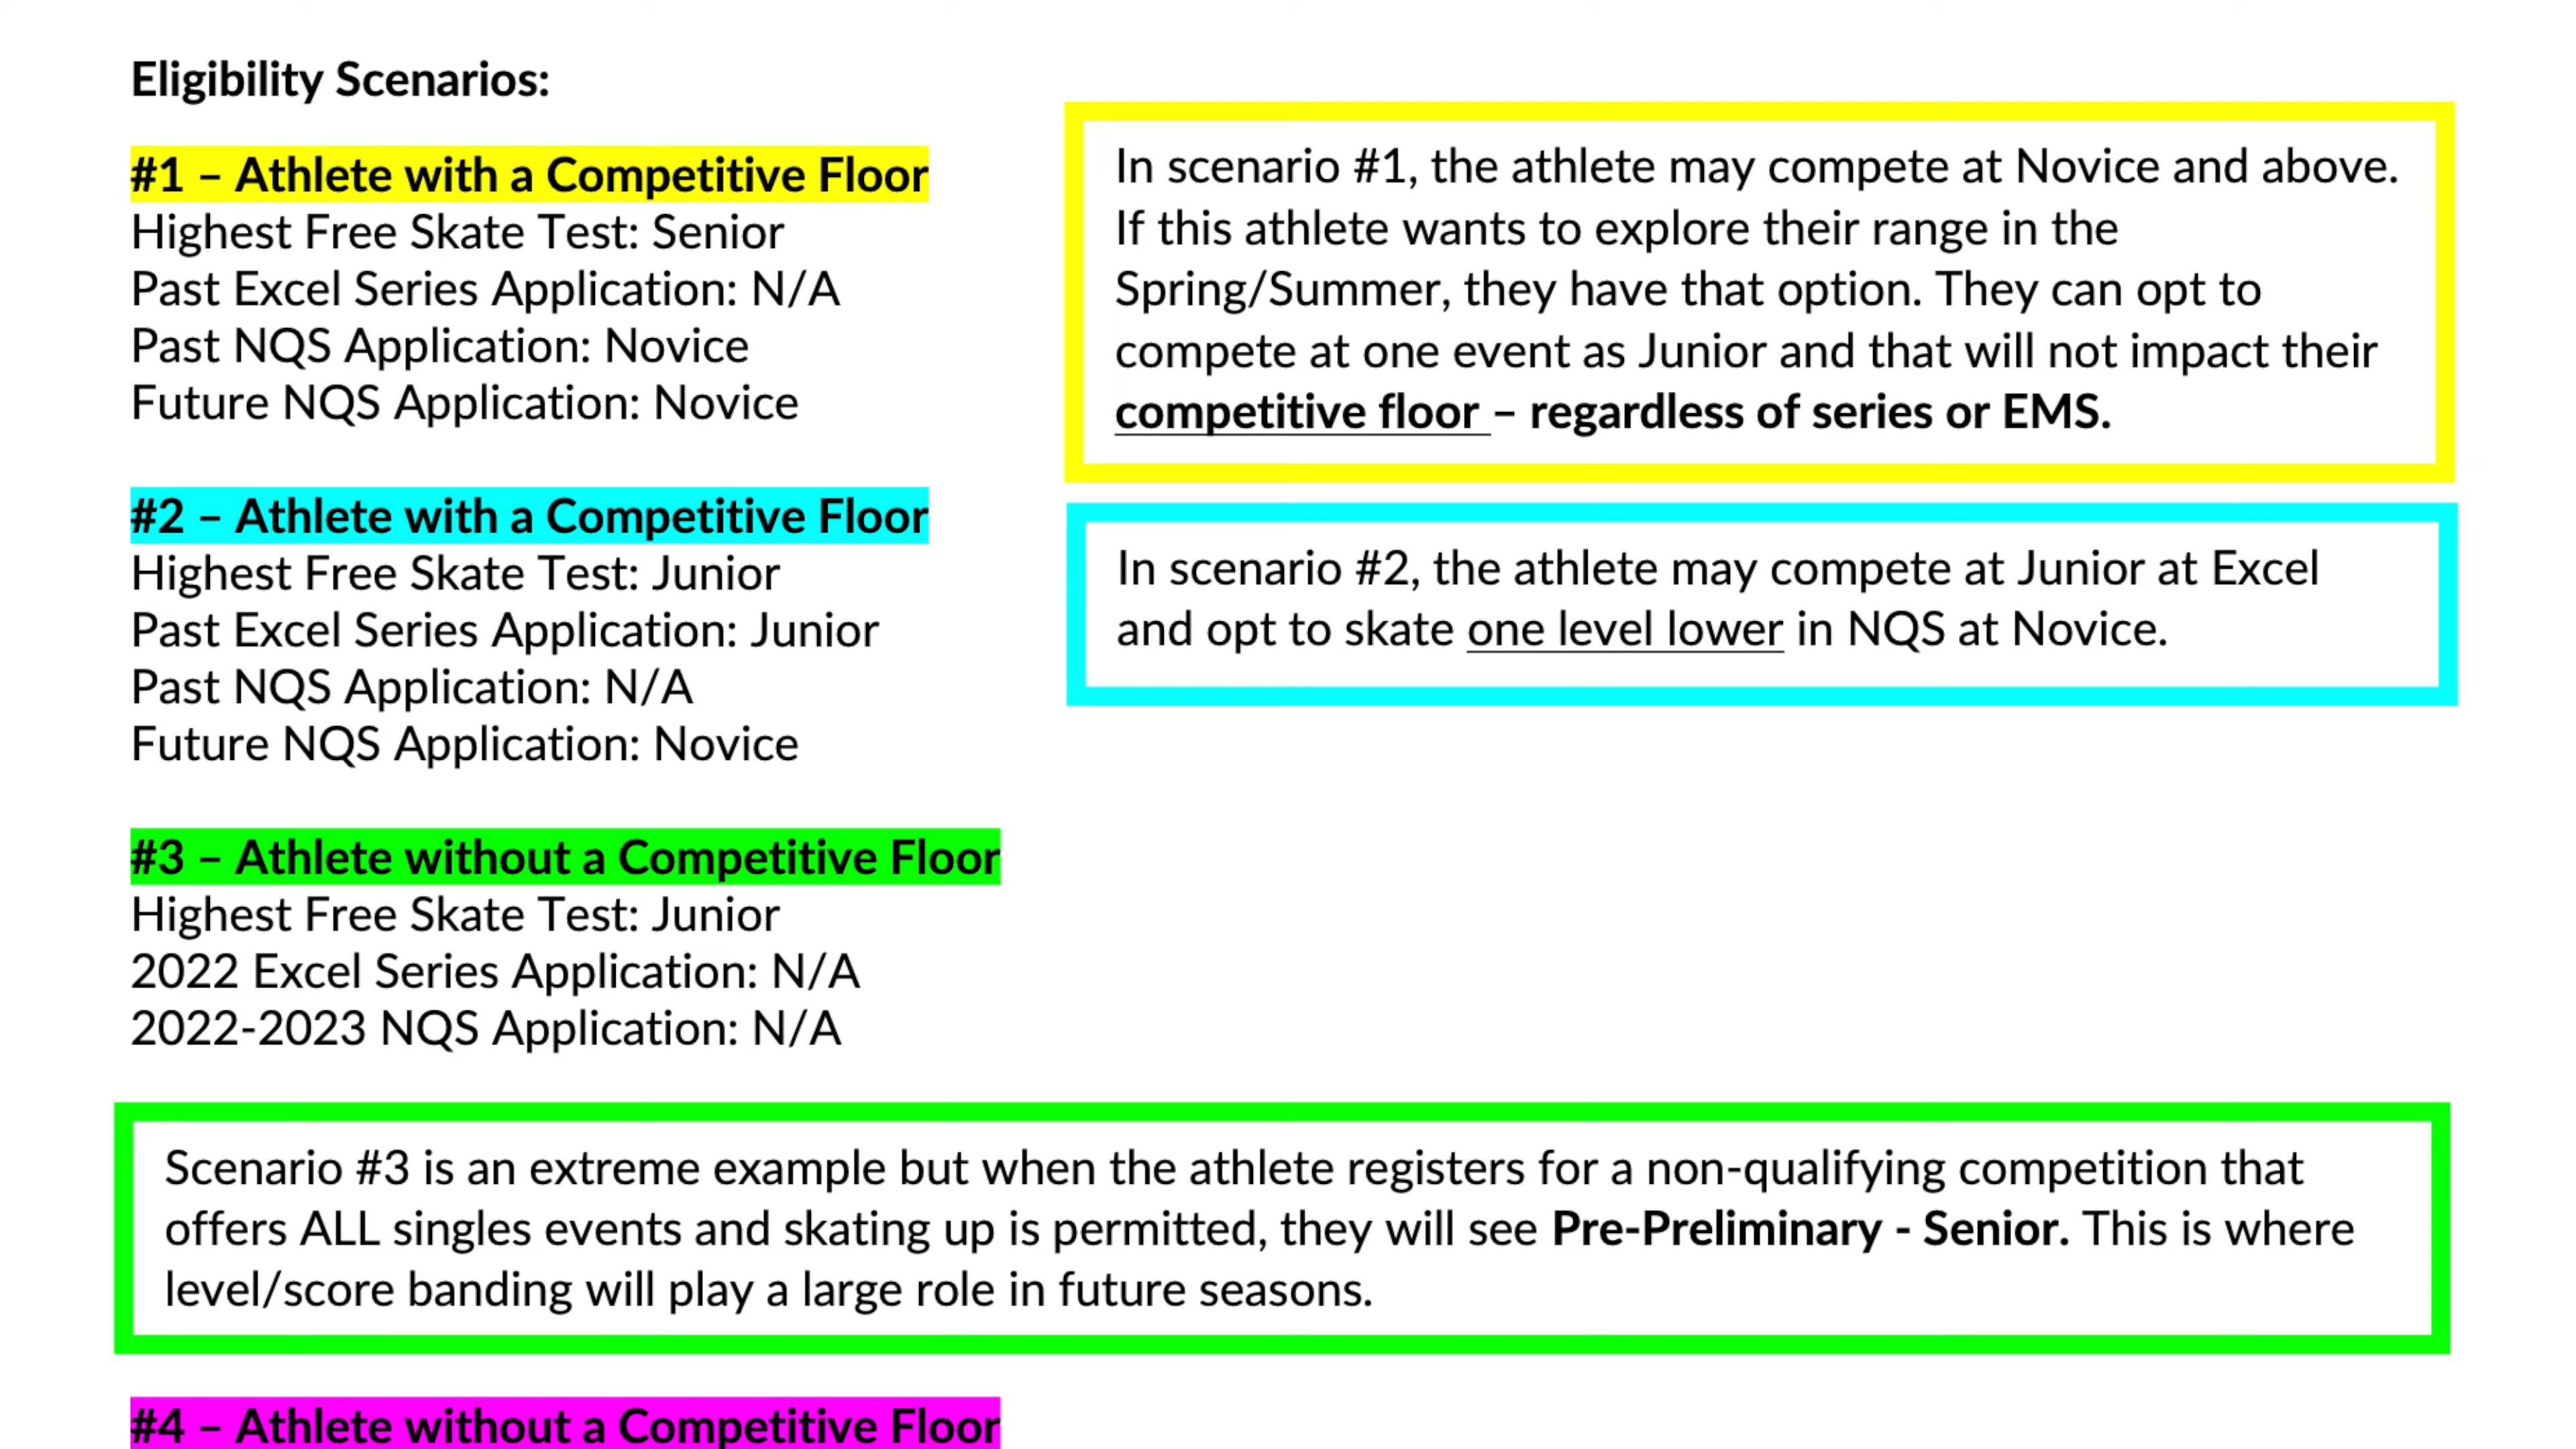 Eligibility Scenarios:
#1 – Athlete with a Competitive Floor
Highest Free Skate Test: Senior
Past Excel Series Application: N/A
Past NQS Application: Novice
Future NQS Application: Novice
In scenario #1, the athlete may compete at Novice and above.
If this athlete wants to explore their range in the
Spring/Summer, they have that option. They can opt to
compete at one event as Junior and that will not impact their
competitive floor – regardless of series or EMS.
#2 – Athlete with a Competitive Floor
Highest Free Skate Test: Junior
Past Excel Series Application: Junior
Past NQS Application: N/A
Future NQS Application: Novice
In scenario #2, the athlete may compete at Junior at Excel
and opt to skate one level lower in NQS at Novice.
#3 – Athlete without a Competitive Floor
Highest Free Skate Test: Junior
2022 Excel Series Application: N/A
2022-2023 NQS Application: N/A
Scenario #3 is an extreme example but when the athlete registers for a non-qualifying competition that
offers ALL singles events and skating up is permitted, they will see Pre-Preliminary - Senior. This is where
level/score banding will play a large role in future seasons.
#4 – Athlete without a Competitive Floor